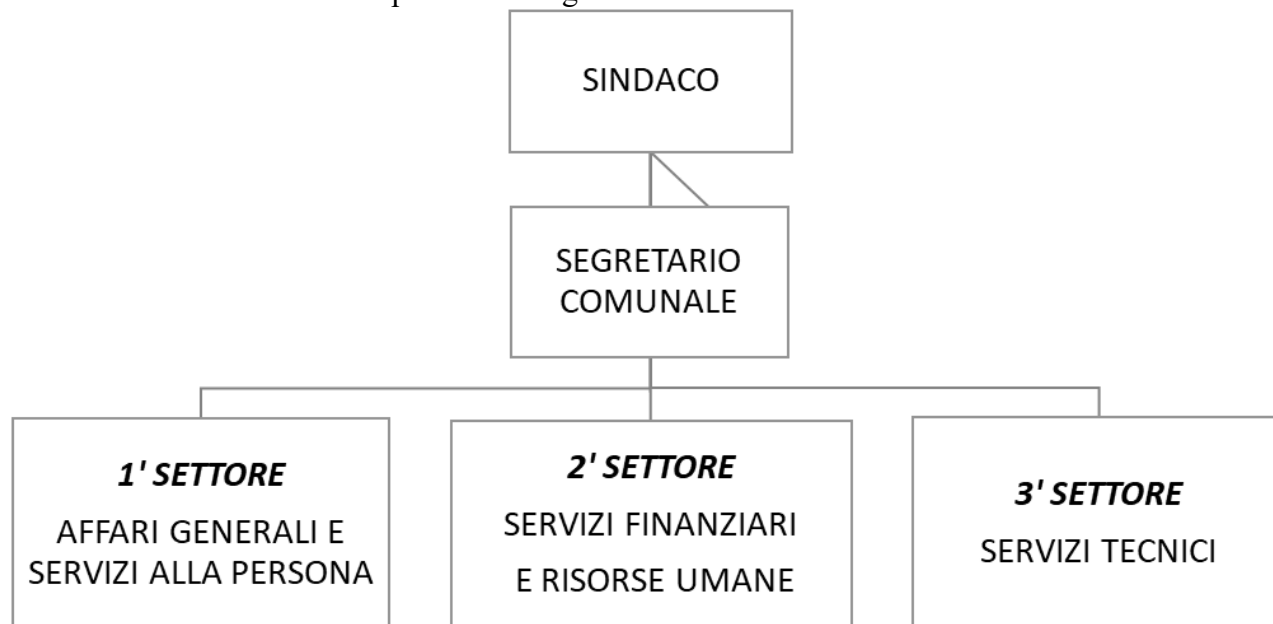 SINDACO
SEGRETARIO
COMUNALE
1' SETTORE
AFFARI GENERALI E
SERVIZI ALLA PERSONA
2' SETTORE
SERVIZI FINANZIARI
E RISORSE UMANE
3' SETTORE
SERVIZI TECNICI